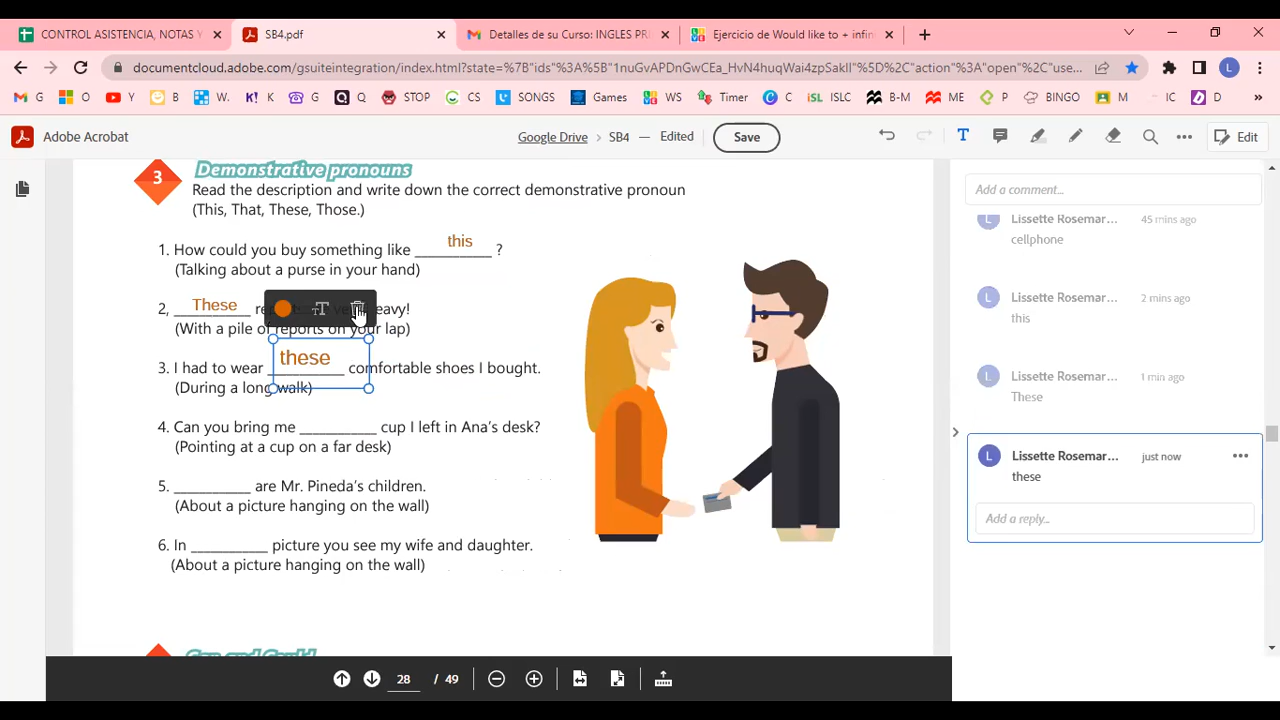 CONTROL ASISTENCIA, NOTAS Y
SB4.pdf
Detalles de su Curso: INGLES PR
Ejercicio de Would like to + infin
documentcloud.adobe.com/gsuiteintegration/index.html?state=%7B"ids"%3A%5B"1nuGvAPDnGwCEa_HvN4huqWai4zpSakIl"%5D%2C"action"%3A"open"%2C"use...
L
G
O
Y
B
W.
K!
K
G
Q
STOP
CS
CS
SONGS
Games
WS
Timer
C
C
iSL
ISLC
B-M
ME
P
BINGO
M
IC
D
»
Adobe Acrobat
Google Drive
SB4
—
Edited
Save
T
Edit
3
Demonstrative pronouns
Read the description and write down the correct demonstrative pronoun
(This, That, These, Those.)
1. How could you buy something like __________ ?
this
(Talking about a purse in your hand)
2, __________ re eavy!
These
T
(With a pile of reports on your lap)
these
3. I had to wear __________ comfortable shoes I bought.
(During a long walk)
4. Can you bring me __________ cup I left in Ana's desk?
(Pointing at a cup on a far desk)
5. __________ are Mr. Pineda's children.
(About a picture hanging on the wall)
6. In __________ picture you see my wife and daughter.
(About a picture hanging on the wall)
Can and Could
28 / 49
Add a comment...
L
Lissette Rosemar...
45 mins ago
cellphone
L
Lissette Rosemar...
2 mins ago
this
L
Lissette Rosemar...
1 min ago
These
L
Lissette Rosemar...
just now
these
Add a reply...